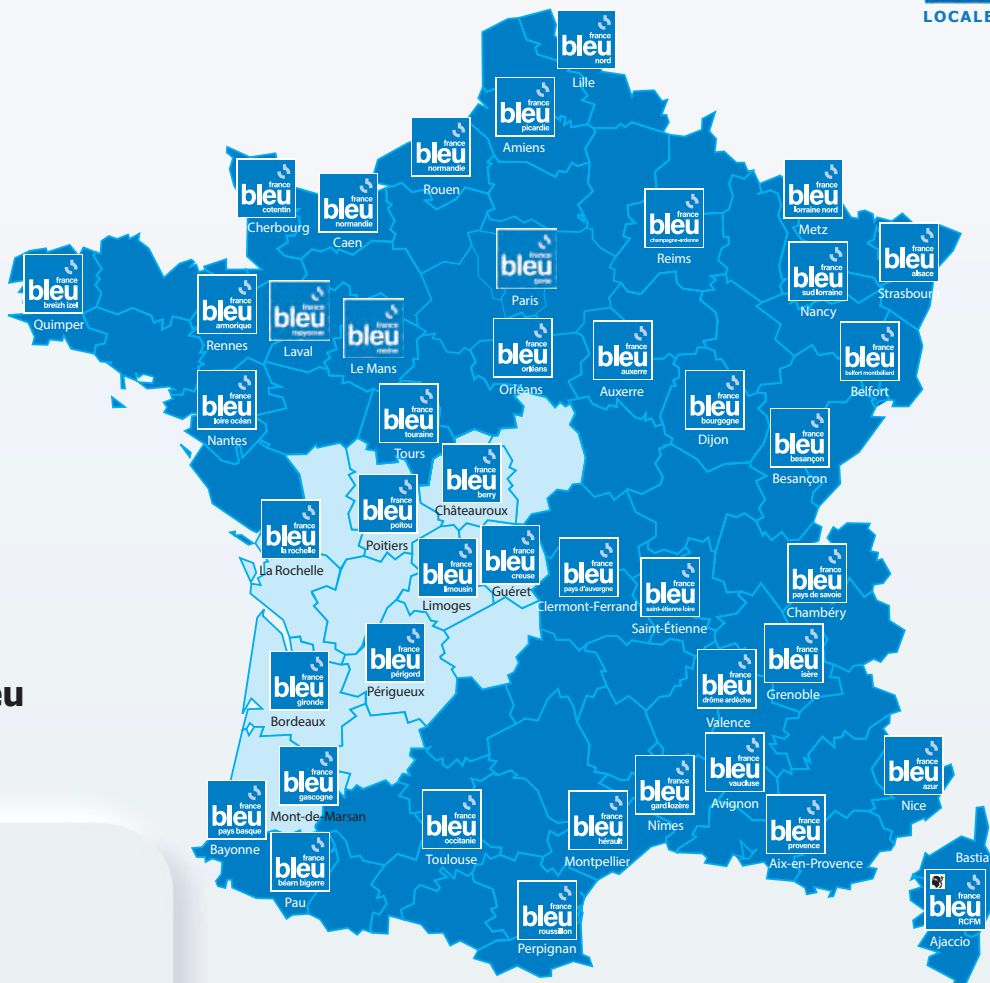 LOCALE
france
bleu
nord
Lille
france
bleu
picardie
Amiens
france
bleu
normandie
Rouen
france
bleu
cotentin
Cherbourg
france
bleu
normandie
Caen
france
bleu
lorraine nord
Metz
france
bleu
champagne-ardenne
Reims
france
bleu
alsace
Strasbour
france
bleu
Paris
france
bleu
sud lorraine
Nancy
france
bleu
breizh izel
Quimper
france
bleu
armorique
Rennes
france
bleu
mayenne
Laval
france
bleu
maine
Le Mans
france
bleu
orléans
Orléans
france
bleu
auxerre
Auxerre
france
bleu
belfort montbéliard
Belfort
france
bleu
loire océan
Nantes
france
bleu
touraine
Tours
france
bleu
bourgogne
Dijon
france
bleu
besançon
Besançon
france
bleu
berry
Châteauroux
france
bleu
poitou
Poitiers
france
bleu
la rochelle
La Rochelle
france
bleu
limousin
Limoges
france
bleu
creuse
Guéret
france
bleu
pays d'auvergne
Clermont-Ferrand
france
bleu
saint-étienne loire
Saint-Étienne
france
bleu
pays de savoie
Chambéry
france
bleu
isère
Grenoble
france
bleu
périgord
Périgueux
france
bleu
gironde
Bordeaux
eu
france
bleu
drôme ardèche
Valence
france
bleu
vaucluse
Avignon
france
bleu
azur
Nice
france
bleu
gascogne
Mont-de-Marsan
france
bleu
gard lozère
Nîmes
france
bleu
pays basque
Bayonne
france
bleu
occitanie
Toulouse
france
bleu
hérault
Montpellier
france
bleu
provence
Aix-en-Provence
france
bleu
béarn bigorre
Pau
france
bleu
roussillon
Perpignan
Bastia
france
bleu
RCFM
Ajaccio